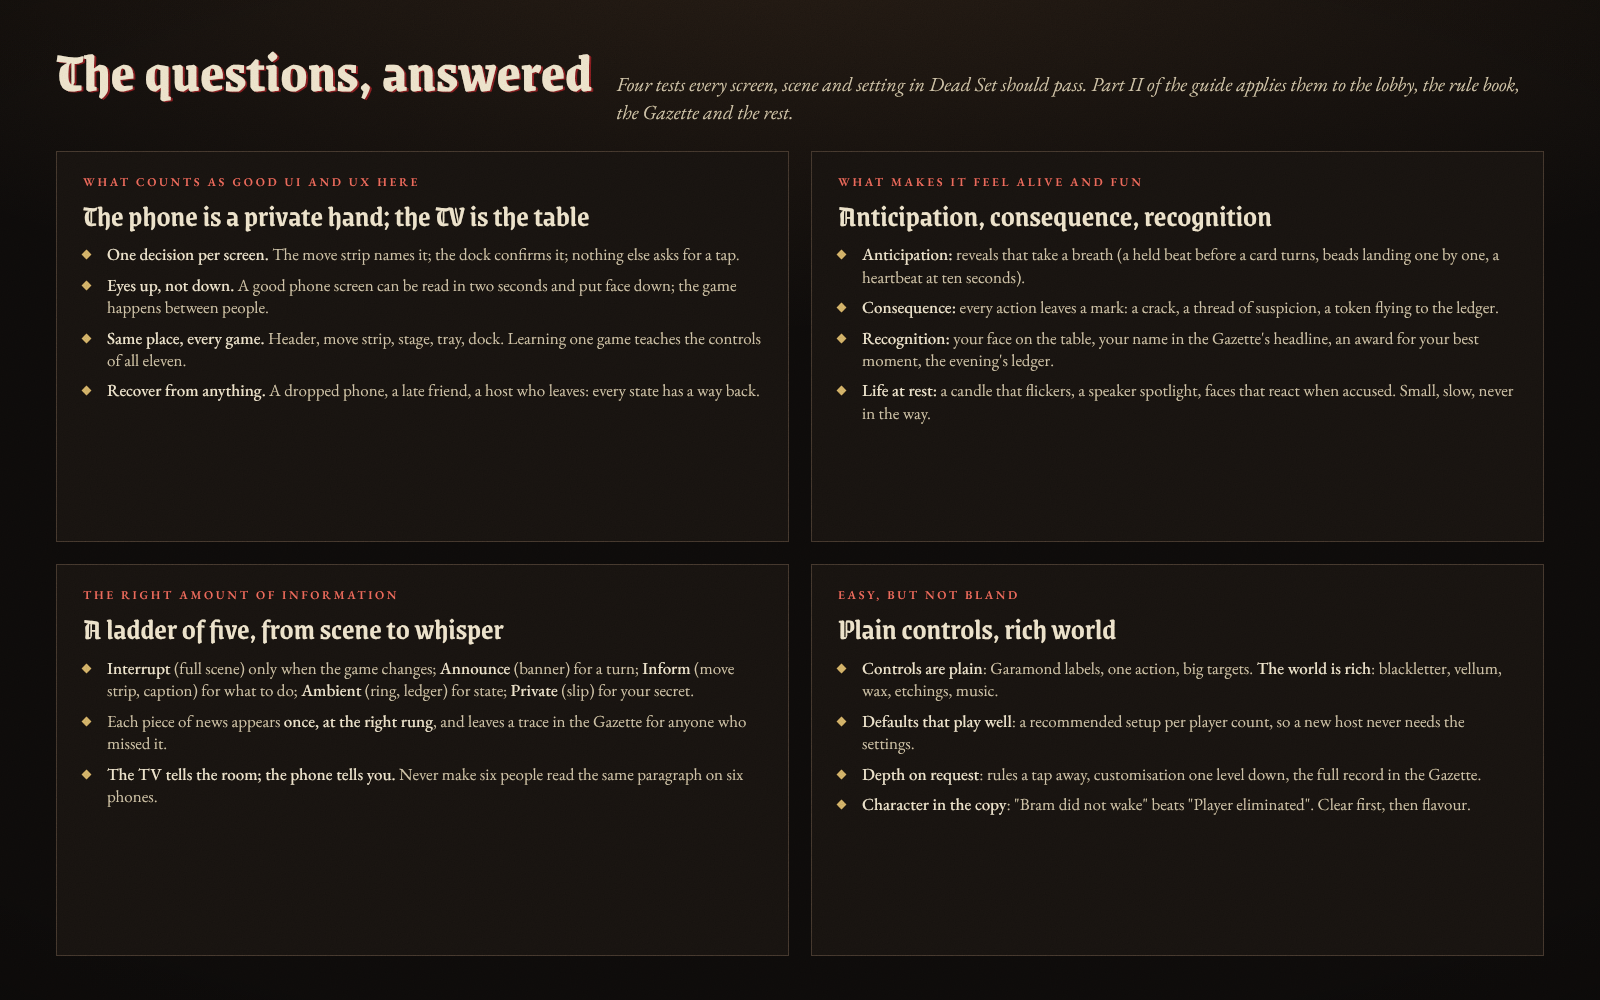 The questions, answered
Four tests every screen, scene and setting in Dead Set should pass. Part II of the guide applies them to the lobby, the rule book,
the Gazette and the rest.
WHAT COUNTS AS GOOD UI AND UX HERE
The phone is a private hand; the TV is the table
One decision per screen. The move strip names it; the dock confirms it; nothing else asks for a tap.
Eyes up, not down. A good phone screen can be read in two seconds and put face down; the game
happens between people.
Same place, every game. Header, move strip, stage, tray, dock. Learning one game teaches the controls
of all eleven.
Recover from anything. A dropped phone, a late friend, a host who leaves: every state has a way back.
WHAT MAKES IT FEEL ALIVE AND FUN
Anticipation, consequence, recognition
Anticipation: reveals that take a breath (a held beat before a card turns, beads landing one by one, a
heartbeat at ten seconds).
Consequence: every action leaves a mark: a crack, a thread of suspicion, a token flying to the ledger.
Recognition: your face on the table, your name in the Gazette's headline, an award for your best
moment, the evening's ledger.
Life at rest: a candle that flickers, a speaker spotlight, faces that react when accused. Small, slow, never
in the way.
THE RIGHT AMOUNT OF INFORMATION
A ladder of five, from scene to whisper
Interrupt (full scene) only when the game changes; Announce (banner) for a turn; Inform (move
strip, caption) for what to do; Ambient (ring, ledger) for state; Private (slip) for your secret.
Each piece of news appears once, at the right rung, and leaves a trace in the Gazette for anyone who
missed it.
The TV tells the room; the phone tells you. Never make six people read the same paragraph on six
phones.
EASY, BUT NOT BLAND
Plain controls, rich world
Controls are plain: Garamond labels, one action, big targets. The world is rich: blackletter, vellum,
wax, etchings, music.
Defaults that play well: a recommended setup per player count, so a new host never needs the
settings.
Depth on request: rules a tap away, customisation one level down, the full record in the Gazette.
Character in the copy: "Bram did not wake" beats "Player eliminated". Clear first, then flavour.